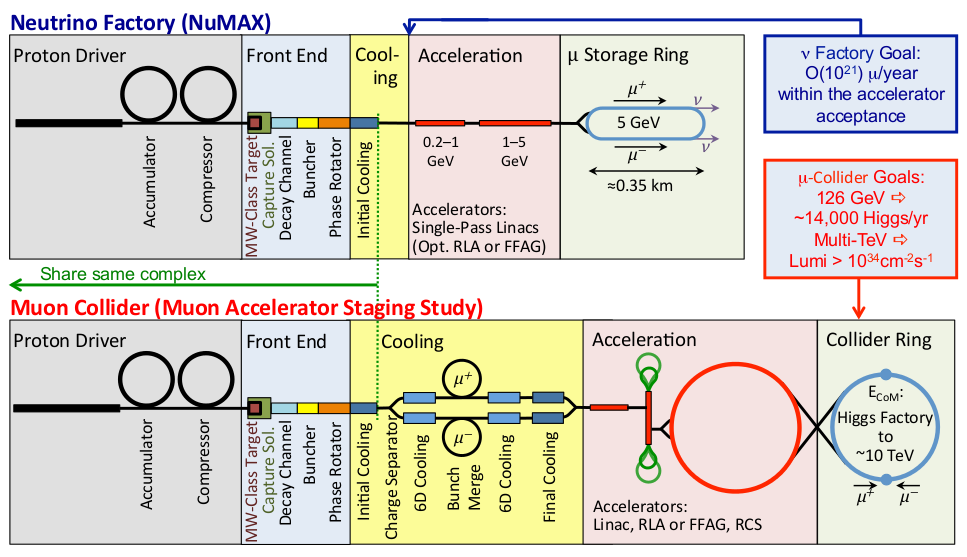 Neutrino Factory (NuMAX)
Proton Driver
Accumulator
Compressor
Front End
MW-Class Target
Capture Sol.
Decay Channel
Buncher
Phase Rotator
Cool-
ing
Initial Cooling
Acceleration
0.2–1
GeV
1–5
GeV
Accelerators:
Single-Pass Linacs
(Opt. RLA or FFAG)
μ Storage Ring
μ+
5 GeV
μ−
ν
ν
≈0.35 km
ν Factory Goal:
O(10²¹) μ/year
within the accelerator
acceptance
μ-Collider Goals:
126 GeV ⇨
~14,000 Higgs/yr
Multi-TeV ⇨
Lumi > 10³⁴cm⁻²s⁻¹
Share same complex
Muon Collider (Muon Accelerator Staging Study)
Proton Driver
Accumulator
Compressor
Front End
MW-Class Target
Capture Sol.
Decay Channel
Buncher
Phase Rotator
Cooling
Initial Cooling
Charge Separator
μ+
μ−
6D Cooling
Bunch
Merge
6D Cooling
Final Cooling
Acceleration
Accelerators:
Linac, RLA or FFAG, RCS
Collider Ring
ECoM:
Higgs Factory
to
~10 TeV
μ+ μ−